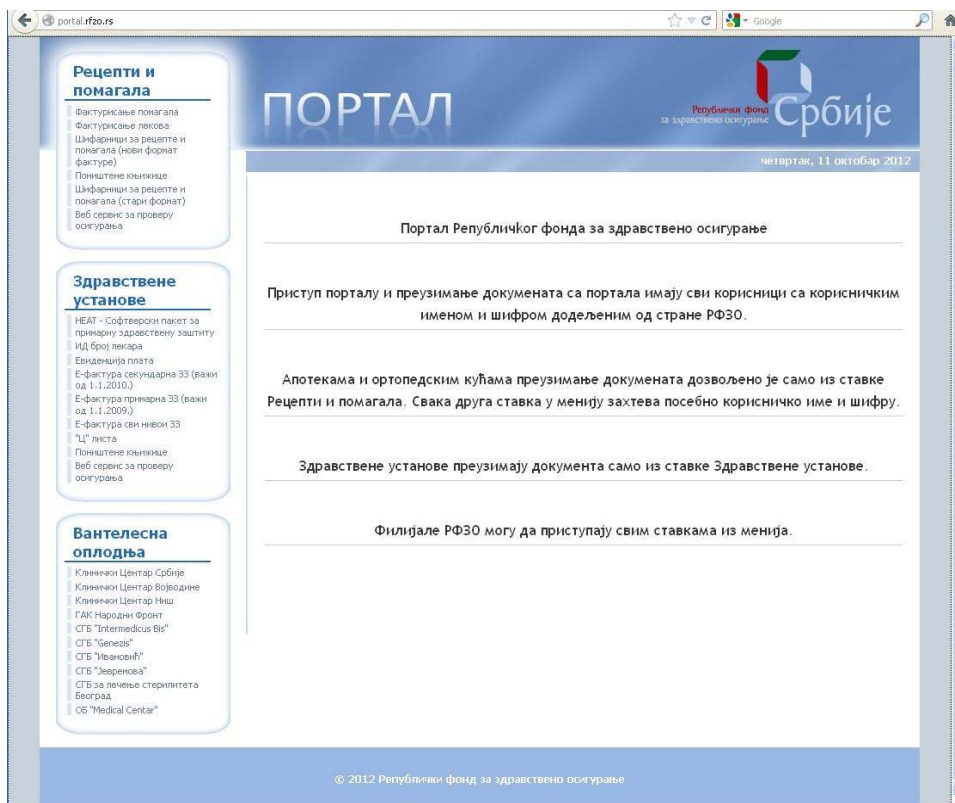 portal.rfzo.rs
Google
Рецепти и
помагала
Фактурисање помагала
Фактурисање лекова
Шифарници за рецепте и
помагала (нови формат
фактуре)
Поништене књижице
Шифарници за рецепте и
помагала (стари формат)
Веб сервис за проверу
осигурања
Здравствене
установе
HEAT - Софтверски пакет за
примарну здравствену заштиту
ИД број лекара
Евиденција плата
Е-фактура секундарна ЗЗ (важи
од 1.1.2010.)
Е-фактура примарна ЗЗ (важи
од 1.1.2009.)
Е-фактура сви нивои ЗЗ
"Ц" листа
Поништене књижице
Веб сервис за проверу
осигурања
Вантелесна
оплодња
Клинички Центар Србије
Клинички Центар Војводине
Клинички Центар Ниш
ГАК Народни Фронт
СГБ "Intermedicus Bis"
СГБ "Genezis"
СГБ "Ивановић"
СГБ "Јевремова"
СГБ за лечење стерилитета
Београд
ОБ "Medical Centar"
ПОРТАЛ
Републички фонд
за здравствено осигурање
Србије
четвртак, 11 октобар 2012
Портал Републичkог фонда за здравствено осигурање
Приступ порталу и преузимање докумената са портала имају сви корисници са корисничким
именом и шифром додељеним од стране РФЗО.
Апотекама и ортопедским кућама преузимање докумената дозвољено је само из ставке
Рецепти и помагала. Свака друга ставка у менију захтева посебно корисничко име и шифру.
Здравствене установе преузимају документа само из ставке Здравствене установе.
Филијале РФЗО могу да приступају свим ставкама из менија.
© 2012 Републички фонд за здравствено осигурање